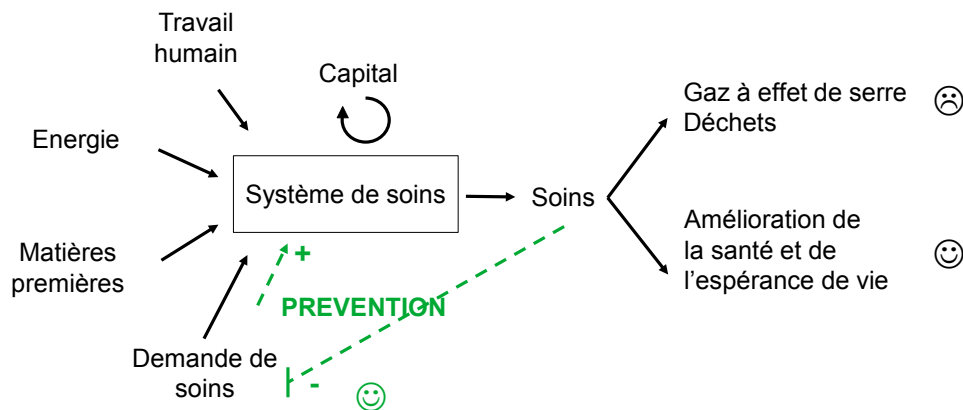 Travail
humain
Capital
Gaz à effet de serre
Déchets
Energie
Système de soins
Soins
Matières
premières
Amélioration de
la santé et de
l’espérance de vie
+
PREVENTION
Demande de
soins
-